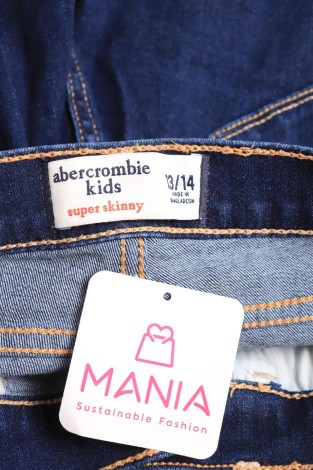 abercrombie
kids
super skinny
13/14
MADE IN
BANGLADESH
MANIA
Sustainable Fashion